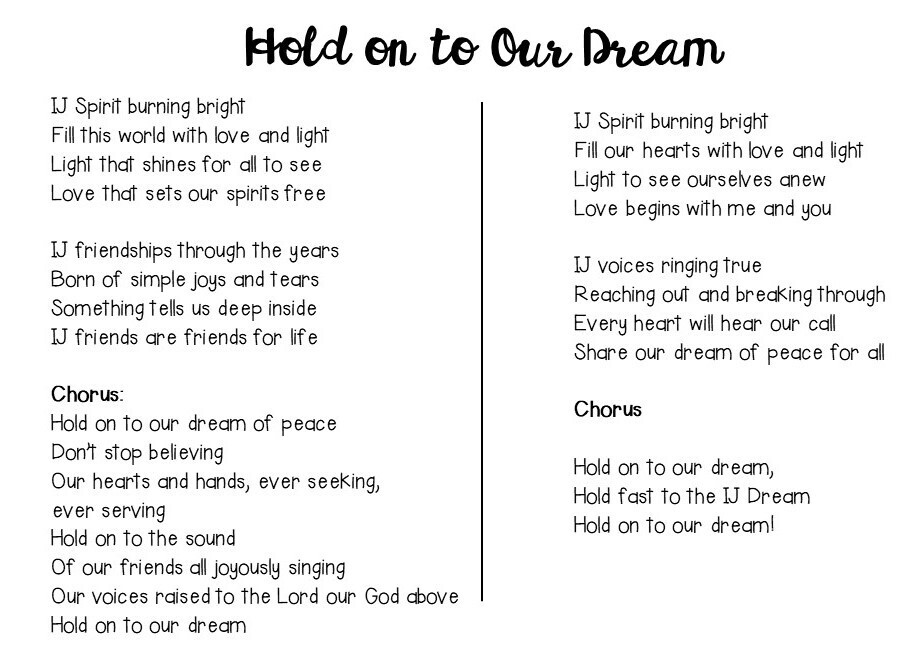 Hold on to Our Dream
IJ Spirit burning bright
Fill this world with love and light
Light that shines for all to see
Love that sets our spirits free
IJ friendships through the years
Born of simple joys and tears
Something tells us deep inside
IJ friends are friends for life
Chorus:
Hold on to our dream of peace
Don't stop believing
Our hearts and hands, ever seeking,
ever serving
Hold on to the sound
Of our friends all joyously singing
Our voices raised to the Lord our God above
Hold on to our dream
IJ Spirit burning bright
Fill our hearts with love and light
Light to see ourselves anew
Love begins with me and you
IJ voices ringing true
Reaching out and breaking through
Every heart will hear our call
Share our dream of peace for all
Chorus
Hold on to our dream,
Hold fast to the IJ Dream
Hold on to our dream!